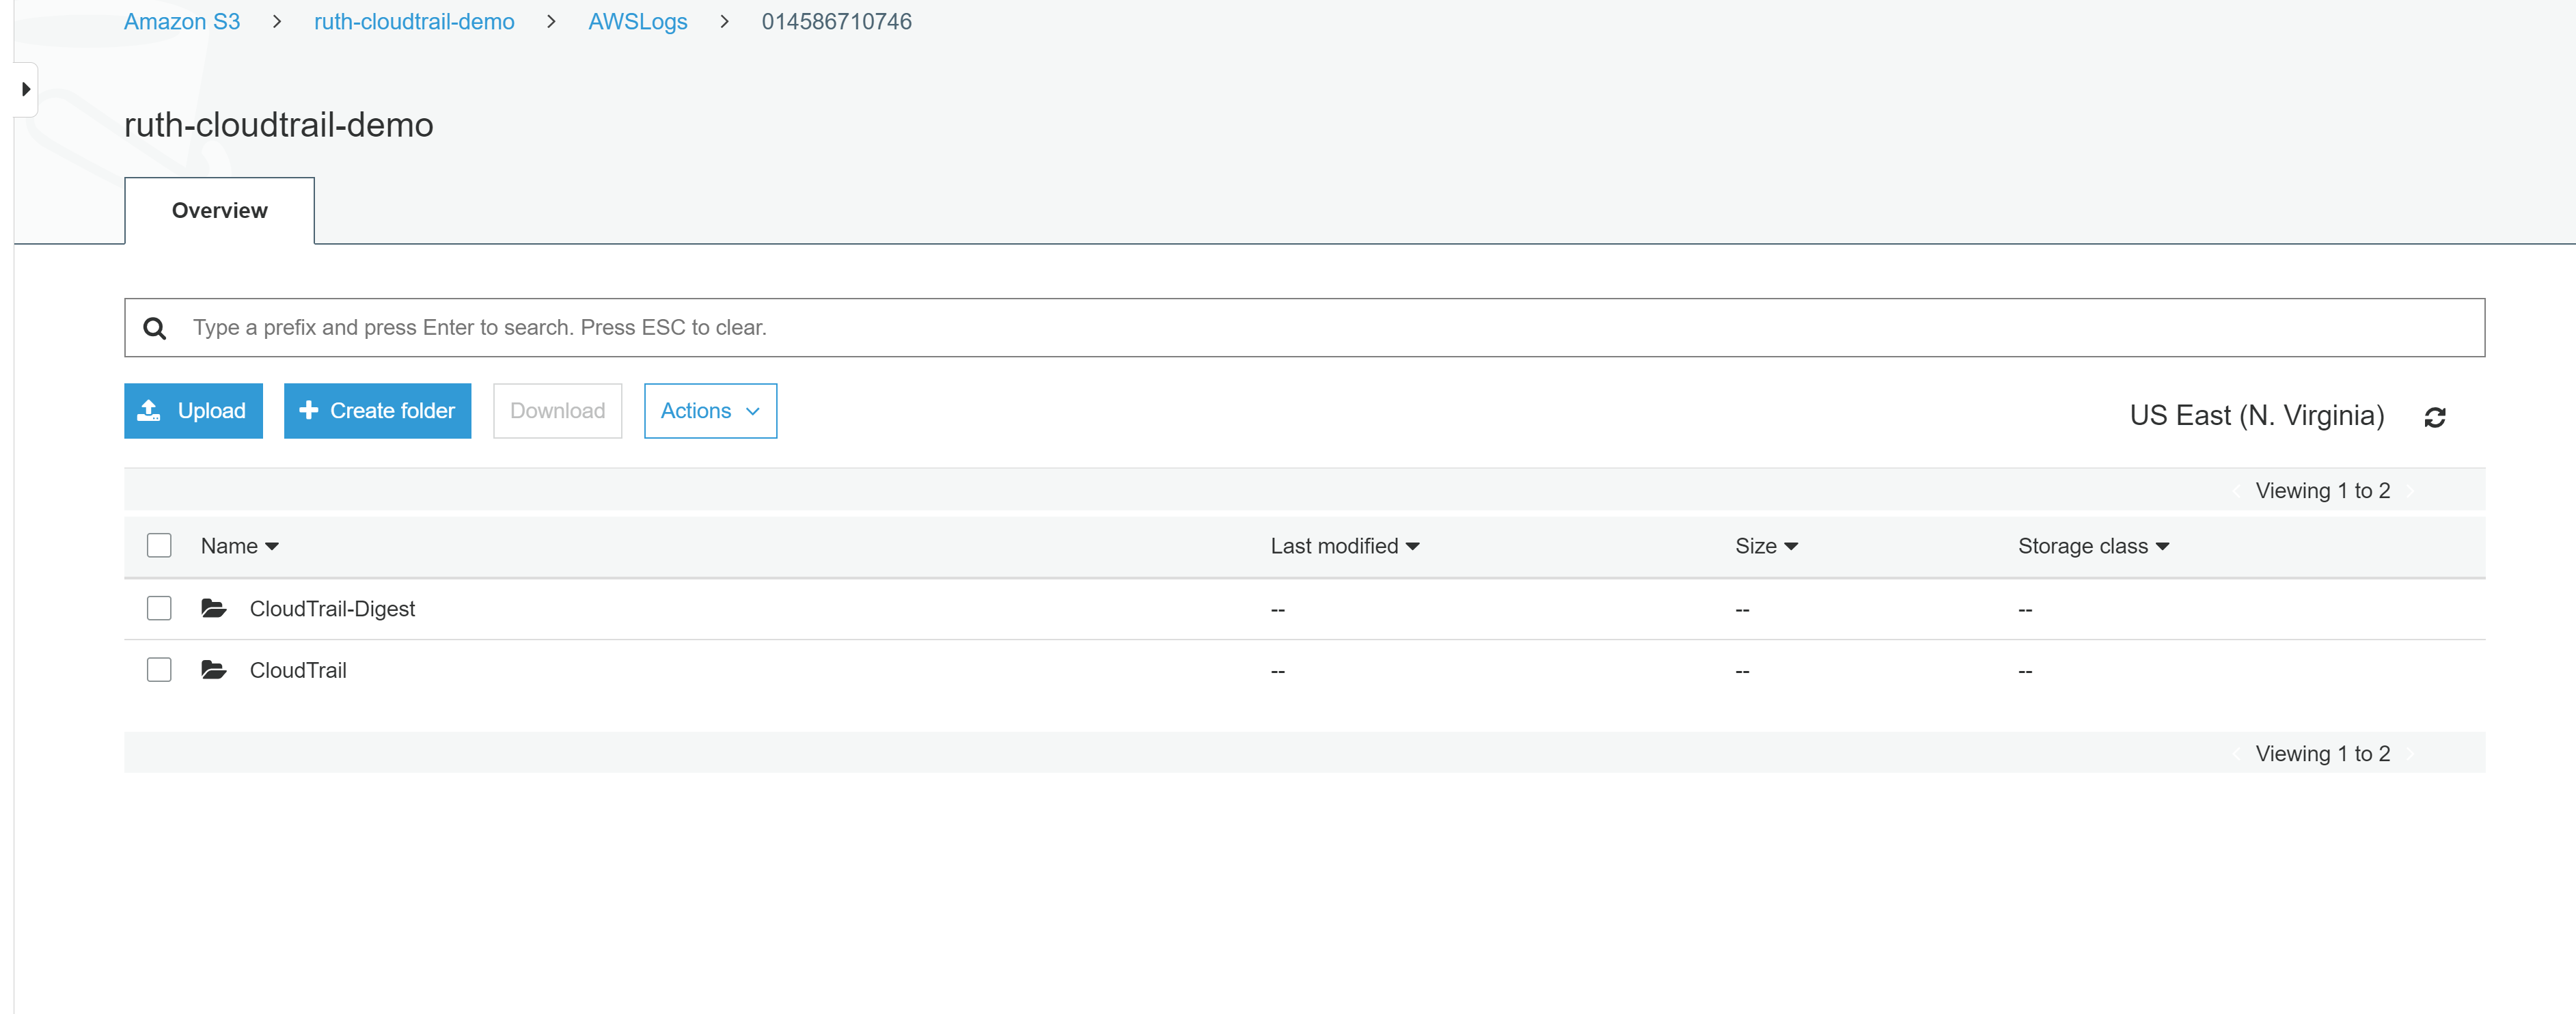 Amazon S3 > ruth-cloudtrail-demo > AWSLogs > 014586710746
ruth-cloudtrail-demo
Overview
Type a prefix and press Enter to search. Press ESC to clear.
Upload Create folder Download Actions US East (N. Virginia)
Viewing 1 to 2
Name Last modified Size Storage class
CloudTrail-Digest -- -- --
CloudTrail -- -- --
Viewing 1 to 2